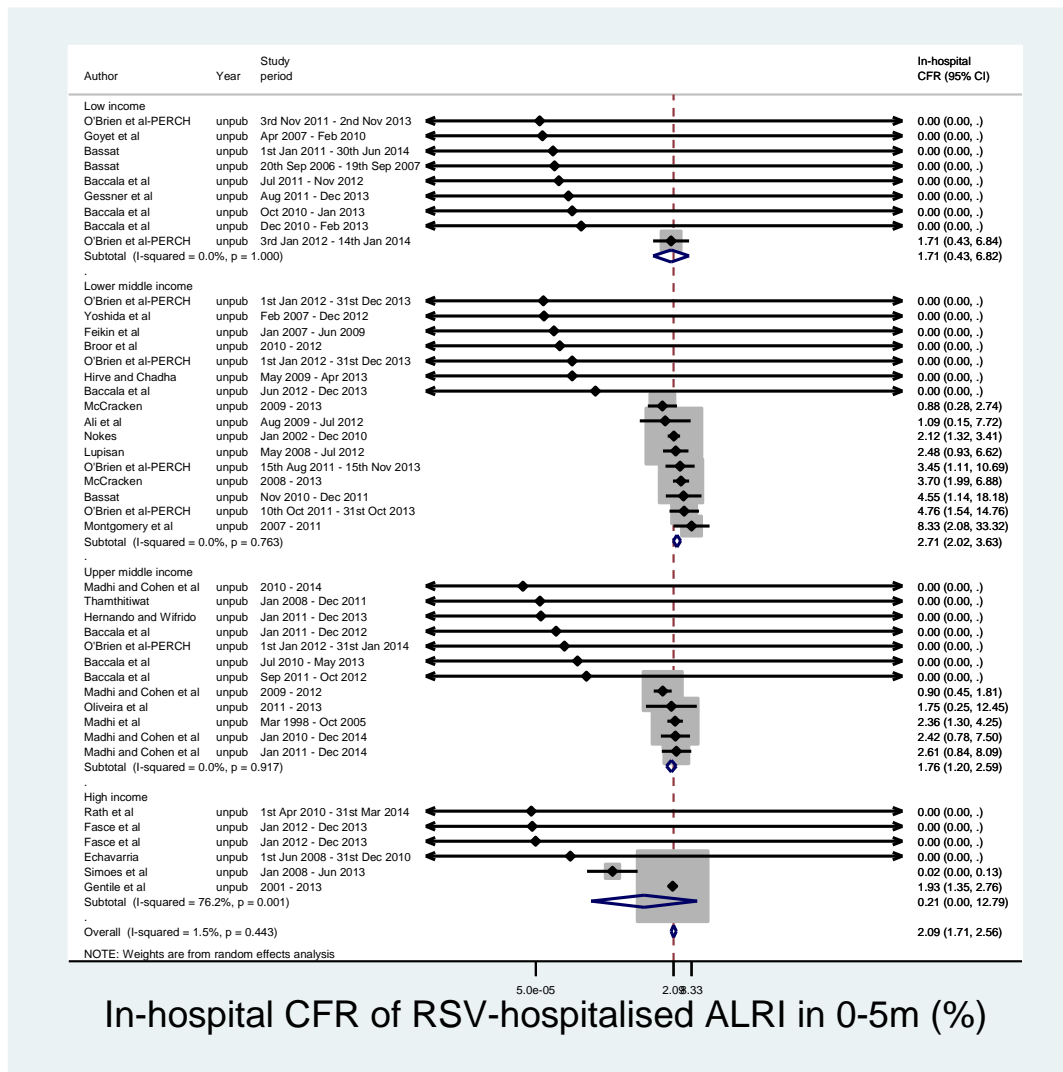 Study
In-hospital
Author Year period CFR (95% CI)
Low income
O'Brien et al-PERCH unpub 3rd Nov 2011 - 2nd Nov 2013 0.00 (0.00, .)
Goyet et al unpub Apr 2007 - Feb 2010 0.00 (0.00, .)
Bassat unpub 1st Jan 2011 - 30th Jun 2014 0.00 (0.00, .)
Bassat unpub 20th Sep 2006 - 19th Sep 2007 0.00 (0.00, .)
Baccala et al unpub Jul 2011 - Nov 2012 0.00 (0.00, .)
Gessner et al unpub Aug 2011 - Dec 2013 0.00 (0.00, .)
Baccala et al unpub Oct 2010 - Jan 2013 0.00 (0.00, .)
Baccala et al unpub Dec 2010 - Feb 2013 0.00 (0.00, .)
O'Brien et al-PERCH unpub 3rd Jan 2012 - 14th Jan 2014 1.71 (0.43, 6.84)
Subtotal (I-squared = 0.0%, p = 1.000) 1.71 (0.43, 6.82)
.
Lower middle income
O'Brien et al-PERCH unpub 1st Jan 2012 - 31st Dec 2013 0.00 (0.00, .)
Yoshida et al unpub Feb 2007 - Dec 2012 0.00 (0.00, .)
Feikin et al unpub Jan 2007 - Jun 2009 0.00 (0.00, .)
Broor et al unpub 2010 - 2012 0.00 (0.00, .)
O'Brien et al-PERCH unpub 1st Jan 2012 - 31st Dec 2013 0.00 (0.00, .)
Hirve and Chadha unpub May 2009 - Apr 2013 0.00 (0.00, .)
Baccala et al unpub Jun 2012 - Dec 2013 0.00 (0.00, .)
McCracken unpub 2009 - 2013 0.88 (0.28, 2.74)
Ali et al unpub Aug 2009 - Jul 2012 1.09 (0.15, 7.72)
Nokes unpub Jan 2002 - Dec 2010 2.12 (1.32, 3.41)
Lupisan unpub May 2008 - Jul 2012 2.48 (0.93, 6.62)
O'Brien et al-PERCH unpub 15th Aug 2011 - 15th Nov 2013 3.45 (1.11, 10.69)
McCracken unpub 2008 - 2013 3.70 (1.99, 6.88)
Bassat unpub Nov 2010 - Dec 2011 4.55 (1.14, 18.18)
O'Brien et al-PERCH unpub 10th Oct 2011 - 31st Oct 2013 4.76 (1.54, 14.76)
Montgomery et al unpub 2007 - 2011 8.33 (2.08, 33.32)
Subtotal (I-squared = 0.0%, p = 0.763) 2.71 (2.02, 3.63)
.
Upper middle income
Madhi and Cohen et al unpub 2010 - 2014 0.00 (0.00, .)
Thamthitiwat unpub Jan 2008 - Dec 2011 0.00 (0.00, .)
Hernando and Wifrido unpub Jan 2011 - Dec 2013 0.00 (0.00, .)
Baccala et al unpub Jan 2011 - Dec 2012 0.00 (0.00, .)
O'Brien et al-PERCH unpub 1st Jan 2012 - 31st Jan 2014 0.00 (0.00, .)
Baccala et al unpub Jul 2010 - May 2013 0.00 (0.00, .)
Baccala et al unpub Sep 2011 - Oct 2012 0.00 (0.00, .)
Madhi and Cohen et al unpub 2009 - 2012 0.90 (0.45, 1.81)
Oliveira et al unpub 2011 - 2013 1.75 (0.25, 12.45)
Madhi et al unpub Mar 1998 - Oct 2005 2.36 (1.30, 4.25)
Madhi and Cohen et al unpub Jan 2010 - Dec 2014 2.42 (0.78, 7.50)
Madhi and Cohen et al unpub Jan 2011 - Dec 2014 2.61 (0.84, 8.09)
Subtotal (I-squared = 0.0%, p = 0.917) 1.76 (1.20, 2.59)
.
High income
Rath et al unpub 1st Apr 2010 - 31st Mar 2014 0.00 (0.00, .)
Fasce et al unpub Jan 2012 - Dec 2013 0.00 (0.00, .)
Fasce et al unpub Jan 2012 - Dec 2013 0.00 (0.00, .)
Echavarria unpub 1st Jun 2008 - 31st Dec 2010 0.00 (0.00, .)
Simoes et al unpub Jan 2008 - Jun 2013 0.02 (0.00, 0.13)
Gentile et al unpub 2001 - 2013 1.93 (1.35, 2.76)
Subtotal (I-squared = 76.2%, p = 0.001) 0.21 (0.00, 12.79)
.
Overall (I-squared = 1.5%, p = 0.443) 2.09 (1.71, 2.56)
NOTE: Weights are from random effects analysis
5.0e-05 2.09 8.33
In-hospital CFR of RSV-hospitalised ALRI in 0-5m (%)